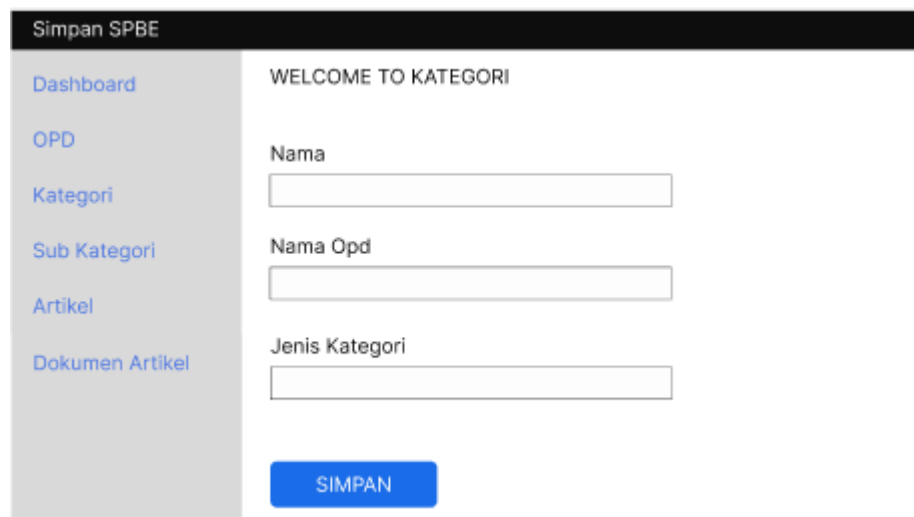 Simpan SPBE
Dashboard
OPD
Kategori
Sub Kategori
Artikel
Dokumen Artikel
WELCOME TO KATEGORI
Nama
Nama Opd
Jenis Kategori
SIMPAN